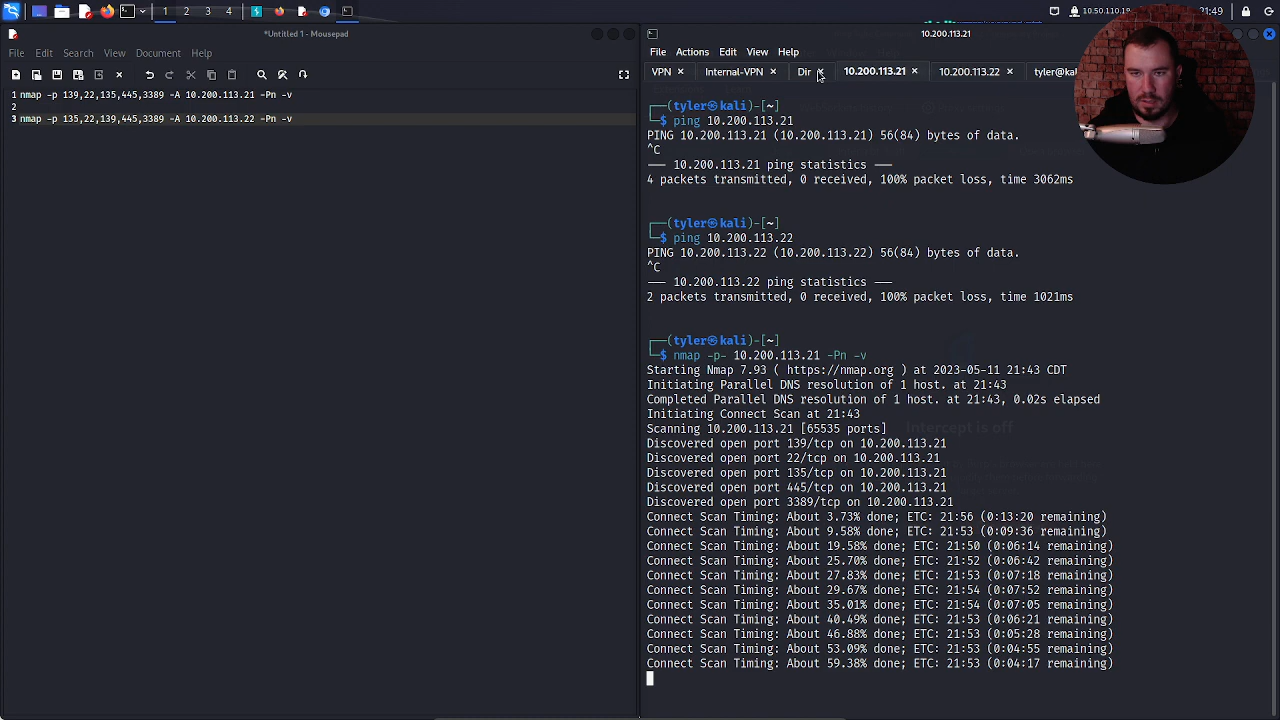 1 2 3 4
21:49
10.50.110.18
*Untitled 1 - Mousepad
10.200.113.21
File Edit Search View Document Help
File Actions Edit View Help
VPN Internal-VPN Dir 10.200.113.21 10.200.113.22 tyler@kal
1 nmap -p 139,22,135,445,3389 -A 10.200.113.21 -Pn -v
2
3 nmap -p 135,22,139,445,3389 -A 10.200.113.22 -Pn -v
┌──(tyler㉿kali)-[~]
└─$ ping 10.200.113.21
PING 10.200.113.21 (10.200.113.21) 56(84) bytes of data.
^C
── 10.200.113.21 ping statistics ──
4 packets transmitted, 0 received, 100% packet loss, time 3062ms
┌──(tyler㉿kali)-[~]
└─$ ping 10.200.113.22
PING 10.200.113.22 (10.200.113.22) 56(84) bytes of data.
^C
── 10.200.113.22 ping statistics ──
2 packets transmitted, 0 received, 100% packet loss, time 1021ms
┌──(tyler㉿kali)-[~]
└─$ nmap -p- 10.200.113.21 -Pn -v
Starting Nmap 7.93 ( https://nmap.org ) at 2023-05-11 21:43 CDT
Initiating Parallel DNS resolution of 1 host. at 21:43
Completed Parallel DNS resolution of 1 host. at 21:43, 0.02s elapsed
Initiating Connect Scan at 21:43
Scanning 10.200.113.21 [65535 ports]
Intercept is off
Discovered open port 139/tcp on 10.200.113.21
Discovered open port 22/tcp on 10.200.113.21
Discovered open port 135/tcp on 10.200.113.21
Discovered open port 445/tcp on 10.200.113.21
Discovered open port 3389/tcp on 10.200.113.21
Connect Scan Timing: About 3.73% done; ETC: 21:56 (0:13:20 remaining)
Connect Scan Timing: About 9.58% done; ETC: 21:53 (0:09:36 remaining)
Connect Scan Timing: About 19.58% done; ETC: 21:50 (0:06:14 remaining)
Connect Scan Timing: About 25.70% done; ETC: 21:52 (0:06:42 remaining)
Connect Scan Timing: About 27.83% done; ETC: 21:53 (0:07:18 remaining)
Connect Scan Timing: About 29.67% done; ETC: 21:54 (0:07:52 remaining)
Connect Scan Timing: About 35.01% done; ETC: 21:54 (0:07:05 remaining)
Connect Scan Timing: About 40.49% done; ETC: 21:53 (0:06:21 remaining)
Connect Scan Timing: About 46.88% done; ETC: 21:53 (0:05:28 remaining)
Connect Scan Timing: About 53.09% done; ETC: 21:53 (0:04:55 remaining)
Connect Scan Timing: About 59.38% done; ETC: 21:53 (0:04:17 remaining)